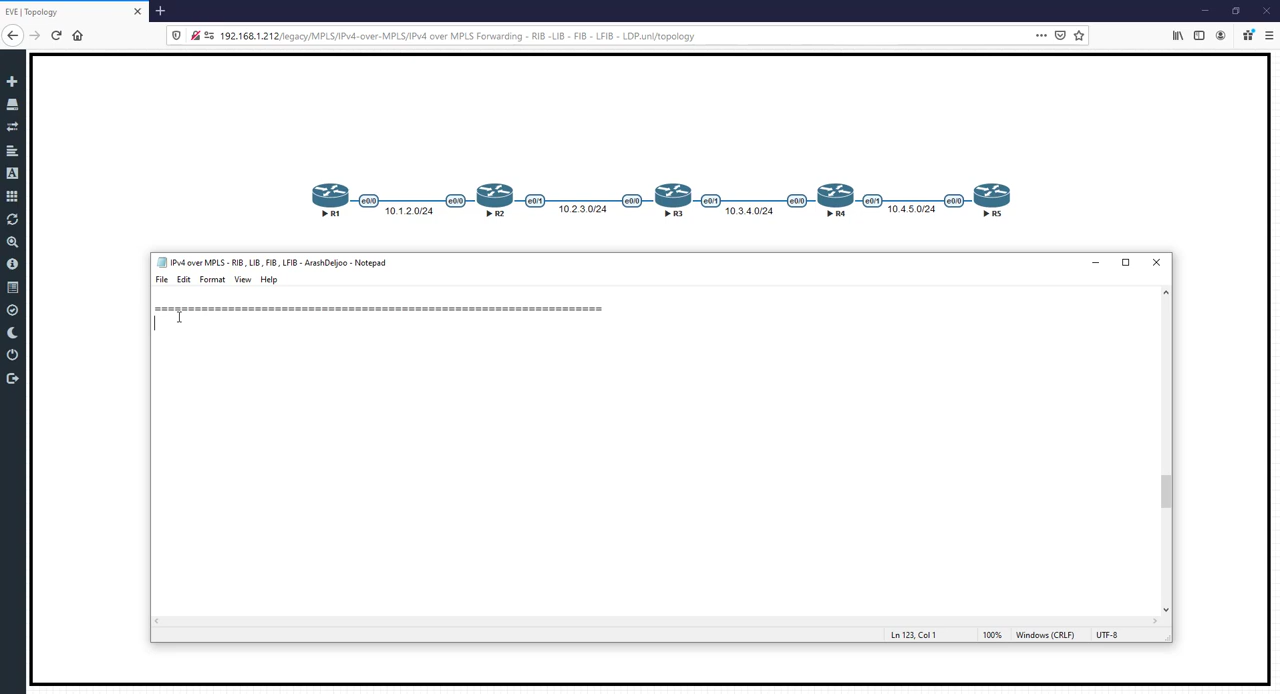 EVE | Topology
192.168.1.212/legacy/MPLS/IPv4-over-MPLS/IPv4 over MPLS Forwarding - RIB -LIB - FIB - LFIB - LDP.unl/topology
e0/0 e0/0 e0/1 e0/0 e0/1 e0/0 e0/1 e0/0
10.1.2.0/24 10.2.3.0/24 10.3.4.0/24 10.4.5.0/24
R1 R2 R3 R4 R5
IPv4 over MPLS - RIB , LIB , FIB , LFIB - ArashDeljoo - Notepad
File Edit Format View Help
===================================================================
Ln 123, Col 1 100% Windows (CRLF) UTF-8